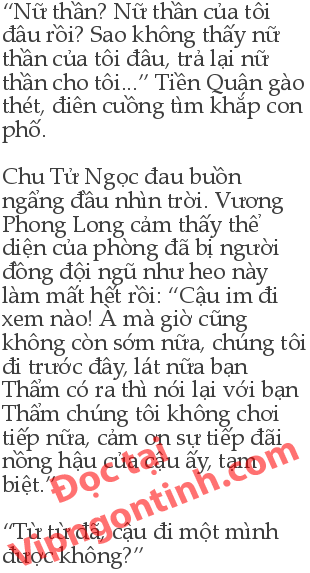 “Nữ thần? Nữ thần của tôi
đâu rồi? Sao không thấy nữ
thần của tôi đâu, trả lại nữ
thần cho tôi...” Tiền Quân gào
thét, điên cuồng tìm khắp con
phố.
Chu Tử Ngọc đau buồn
ngẩng đầu nhìn trời. Vương
Phong Long cảm thấy thể
diện của phòng đã bị người
đồng đội ngũ như heo này
làm mất hết rồi: “Cậu im đi
xem nào! À mà giờ cũng
không còn sớm nữa, chúng tôi
đi trước đây, lát nữa bạn
Thẩm có ra thì nói lại với bạn
Thẩm chúng tôi không chơi
tiếp nữa, cảm ơn sự tiếp đãi
nồng hậu của cậu ấy, tạm
biệt.”
Đọc tại
Vipngontinh.com
“Từ từ đã, cậu đi một mình
được không?”